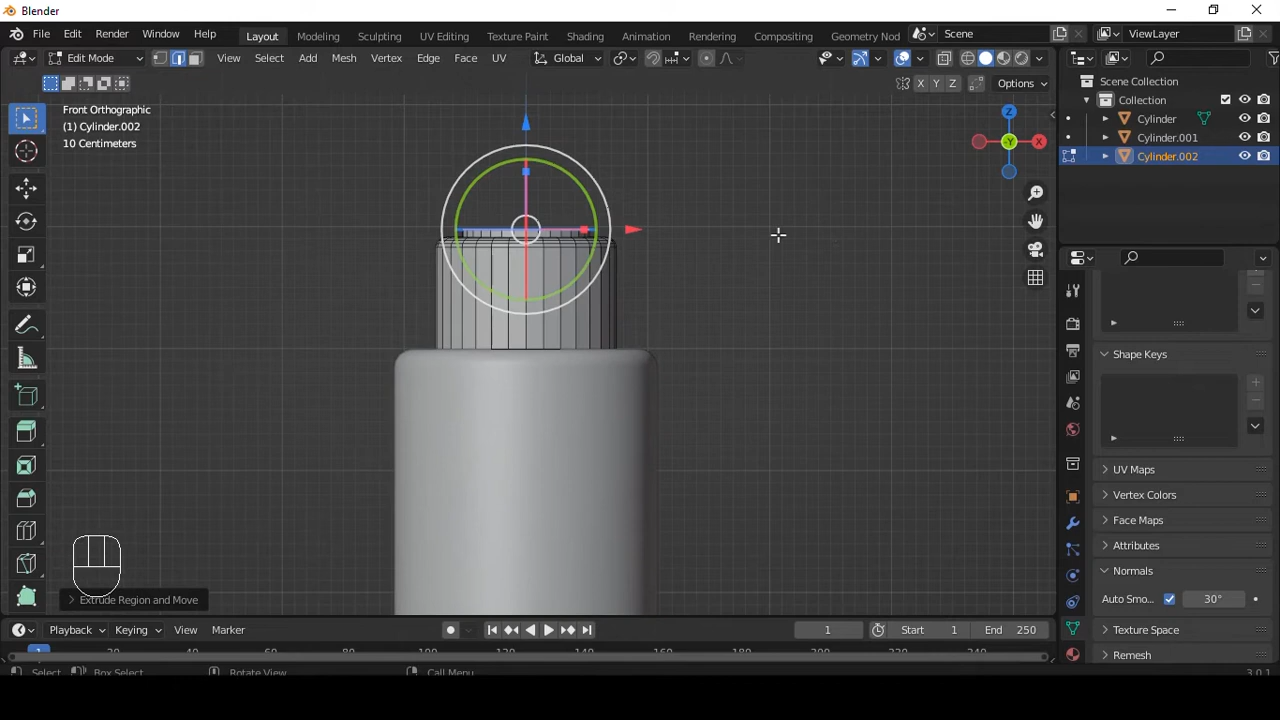 Blender
File Edit Render Window Help Layout Modeling Sculpting UV Editing Texture Paint Shading Animation Rendering Compositing Geometry Nod Scene ViewLayer
Edit Mode View Select Add Mesh Vertex Edge Face UV Global
X Y Z Options
Front Orthographic
(1) Cylinder.002
10 Centimeters
Z
Y X
Scene Collection
Collection
Cylinder
Cylinder.001
Cylinder.002
Shape Keys
UV Maps
Vertex Colors
Face Maps
Attributes
Normals
Auto Smo... 30°
Texture Space
Remesh
Extrude Region and Move
Playback Keying View Marker 1 Start 1 End 250
Select Box Select Rotate View Call Menu 3.0.1